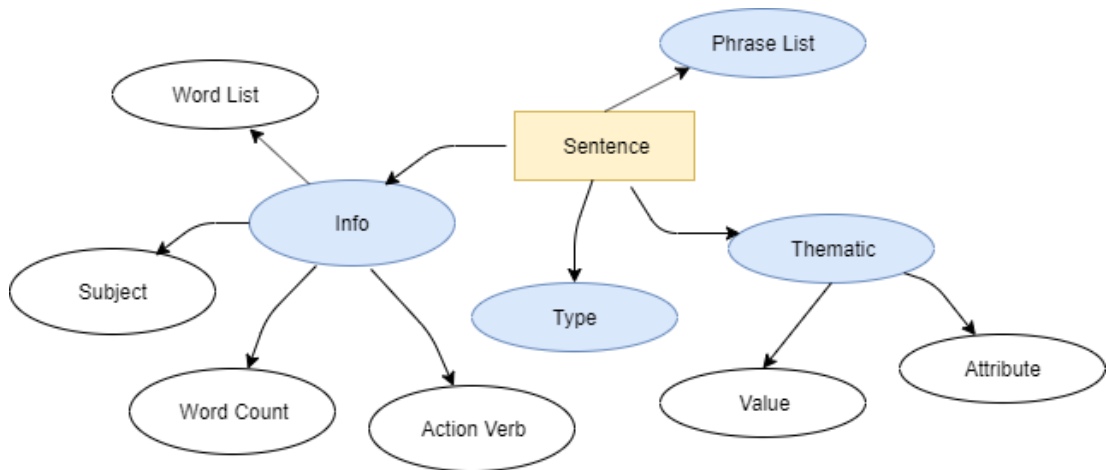 Phrase List
Word List
Sentence
Info
Thematic
Subject
Type
Attribute
Value
Word Count
Action Verb